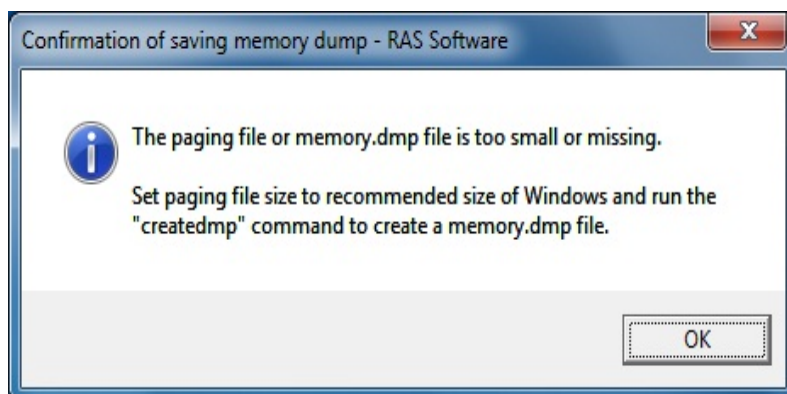 Confirmation of saving memory dump - RAS Software
The paging file or memory.dmp file is too small or missing.
Set paging file size to recommended size of Windows and run the
"createdmp" command to create a memory.dmp file.
OK